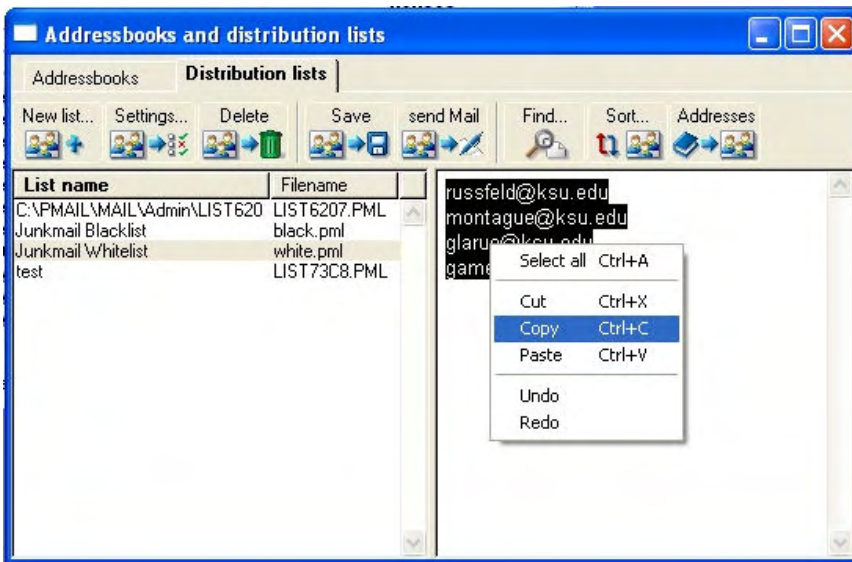 Addressbooks and distribution lists
Addressbooks Distribution lists
New list... Settings... Delete Save send Mail Find... Sort... Addresses
List name Filename
C:\PMAIL\MAIL\Admin\LIST620 LIST6207.PML
Junkmail Blacklist black.pml
Junkmail Whitelist white.pml
test LIST73C8.PML
russfeld@ksu.edu
montague@ksu.edu
Select all Ctrl+A
Cut Ctrl+X
Copy Ctrl+C
Paste Ctrl+V
Undo
Redo